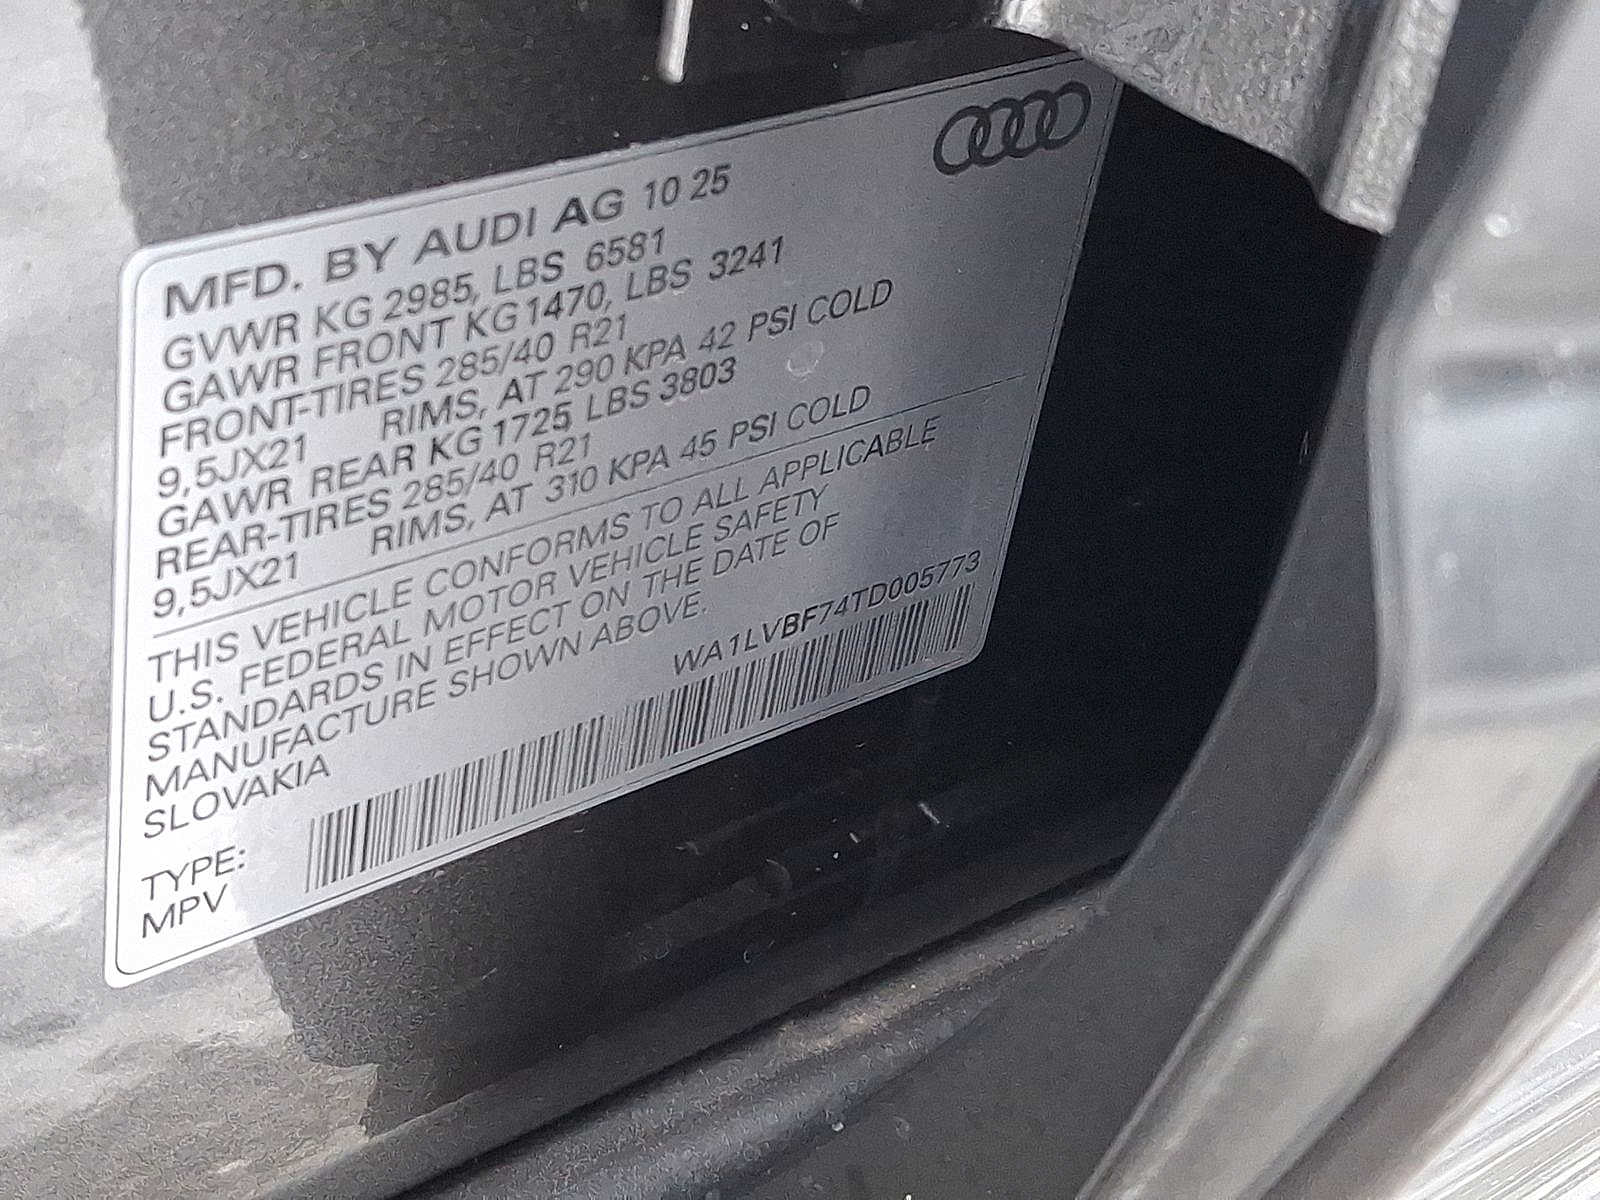 MFD. BY AUDI AG 10 25
GVWR KG 2985, LBS 6581
GAWR FRONT KG 1470, LBS 3241
FRONT-TIRES 285/40 R21
9,5JX21 RIMS, AT 290 KPA 42 PSI COLD
GAWR REAR KG 1725 LBS 3803
REAR-TIRES 285/40 R21
9,5JX21 RIMS, AT 310 KPA 45 PSI COLD
THIS VEHICLE CONFORMS TO ALL APPLICABLE
U.S. FEDERAL MOTOR VEHICLE SAFETY
STANDARDS IN EFFECT ON THE DATE OF
MANUFACTURE SHOWN ABOVE.
SLOVAKIA
WA1LVBF74TD005773
TYPE:
MPV